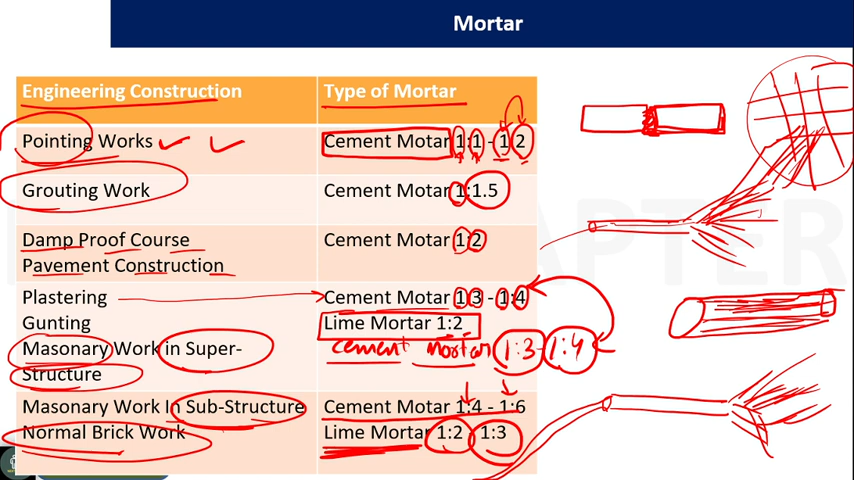 Mortar
Engineering Construction
Type of Mortar
Pointing Works
Cement Motar 1:1 - 1:2
Grouting Work
Cement Motar 1:1.5
Damp Proof Course
Cement Motar 1:2
Pavement Construction
Plastering
Cement Motar 1:3 - 1:4
Gunting
Lime Mortar 1:2
Masonary Work in Super-
cement mortar 1:3-1:4
Structure
Masonary Work In Sub-Structure
Cement Motar 1:4 - 1:6
Normal Brick Work
Lime Mortar 1:2 1:3